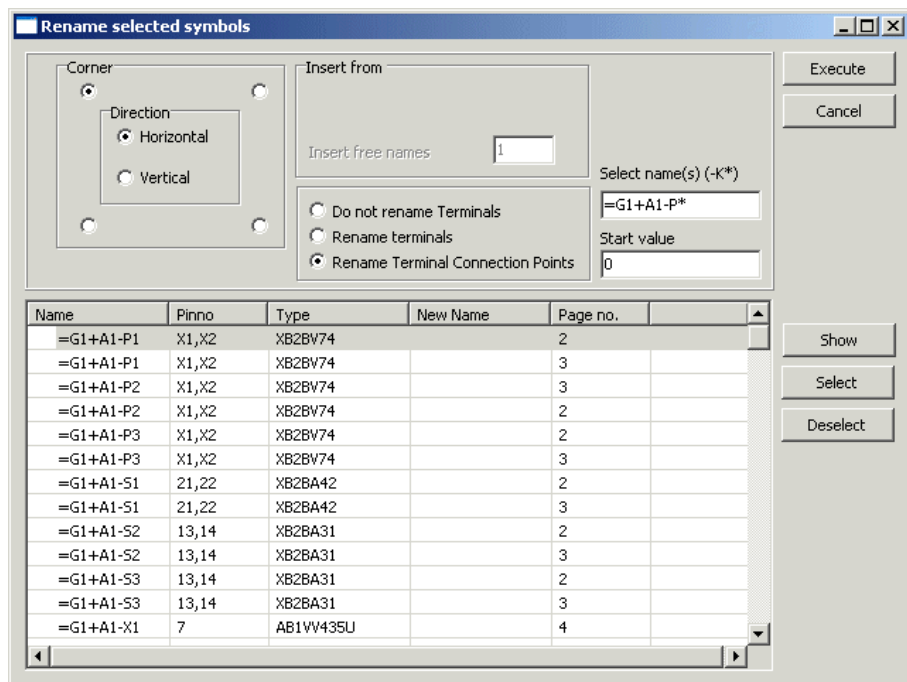 Rename selected symbols
Corner
Direction
Horizontal
Vertical
Insert from
Insert free names 1
Do not rename Terminals
Rename terminals
Rename Terminal Connection Points
Select name(s) (-K*)
=G1+A1-P*
Start value
0
Execute
Cancel
Name Pinno Type New Name Page no.
=G1+A1-P1 X1,X2 XB2BV74 2
=G1+A1-P1 X1,X2 XB2BV74 3
=G1+A1-P2 X1,X2 XB2BV74 3
=G1+A1-P2 X1,X2 XB2BV74 2
=G1+A1-P3 X1,X2 XB2BV74 2
=G1+A1-P3 X1,X2 XB2BV74 3
=G1+A1-S1 21,22 XB2BA42 2
=G1+A1-S1 21,22 XB2BA42 3
=G1+A1-S2 13,14 XB2BA31 2
=G1+A1-S2 13,14 XB2BA31 3
=G1+A1-S3 13,14 XB2BA31 2
=G1+A1-S3 13,14 XB2BA31 3
=G1+A1-X1 7 AB1VV435U 4
Show
Select
Deselect